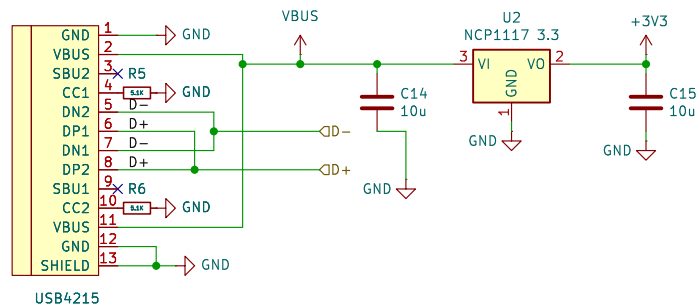 VBUS
U2
NCP1117 3.3
+3V3
GND 1 GND
VBUS 2
SBU2 3 R5
CC1 4 5.1K GND
DN2 5 D-
DP1 6 D+
DN1 7 D-
DP2 8 D+
SBU1 9 R6
CC2 10 5.1K GND
VBUS 11
GND 12
SHIELD 13 GND
USB4215
D-
D+
C14
10u
GND
3 VI VO 2
GND
1
GND
C15
10u
GND